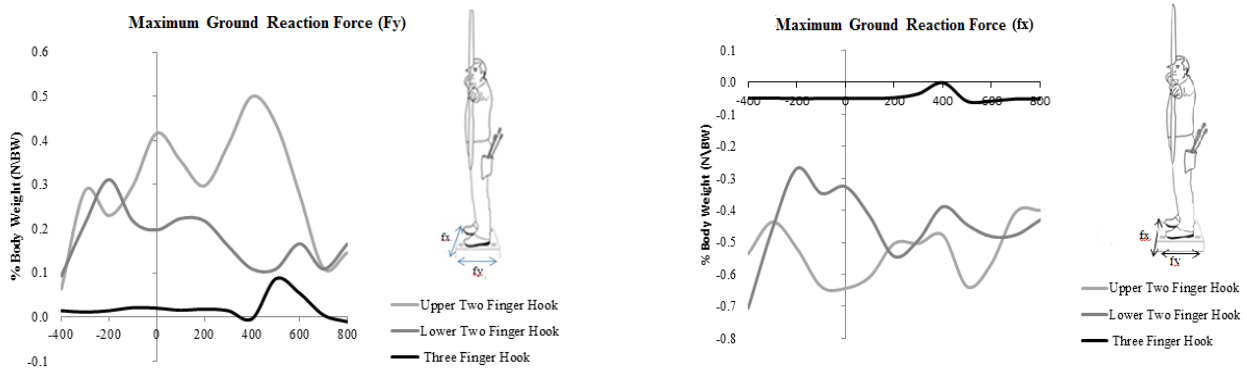 Maximum Ground Reaction Force (Fy)
% Body Weight (N\BW)
0.6
0.5
0.4
0.3
0.2
0.1
0.0
-0.1
-400 -200 0 200 400 600 800
fx
fy
Upper Two Finger Hook
Lower Two Finger Hook
Three Finger Hook
Maximum Ground Reaction Force (fx)
% Body Weight (N\BW)
0.1
0.0
-0.1
-0.2
-0.3
-0.4
-0.5
-0.6
-0.7
-0.8
-400 -200 0 200 400 600 800
fx
fy
Upper Two Finger Hook
Lower Two Finger Hook
Three Finger Hook